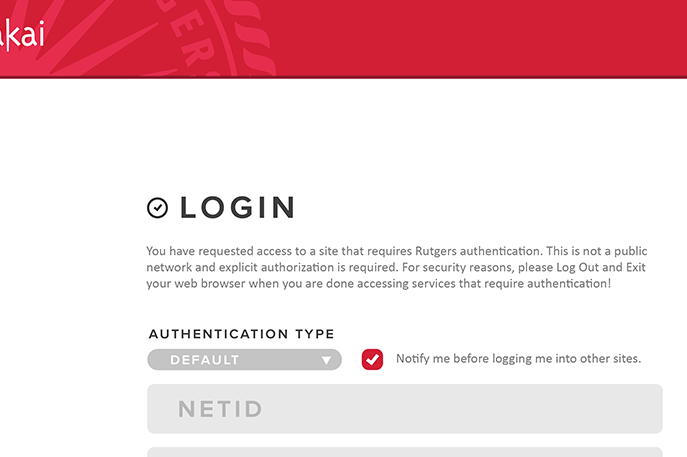 akai
GERS
LOGIN
You have requested access to a site that requires Rutgers authentication. This is not a public
network and explicit authorization is required. For security reasons, please Log Out and Exit
your web browser when you are done accessing services that require authentication!
AUTHENTICATION TYPE
DEFAULT
Notify me before logging me into other sites.
NETID